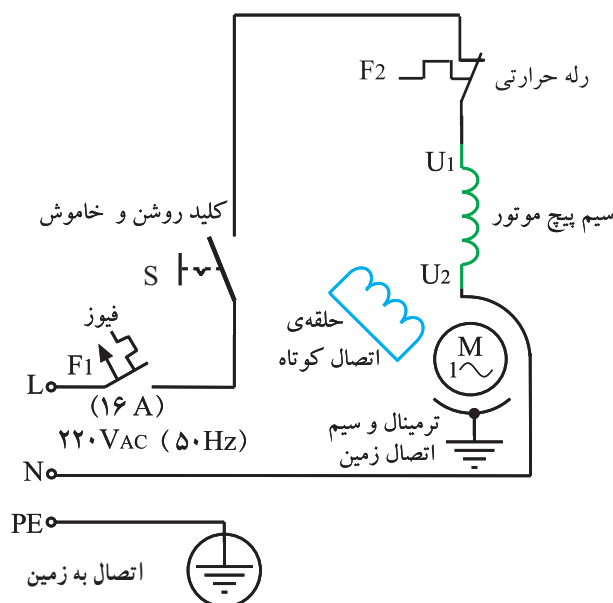 F2
رله حرارتی
U1
سیم پیچ موتور
U2
کلید روشن و خاموش
S
حلقه‌ی
اتصال کوتاه
فیوز
F1
L
(۱۶ A)
M
1
۲۲۰VAC (۵۰Hz)
ترمینال و سیم
اتصال زمین
N
PE
اتصال به زمین